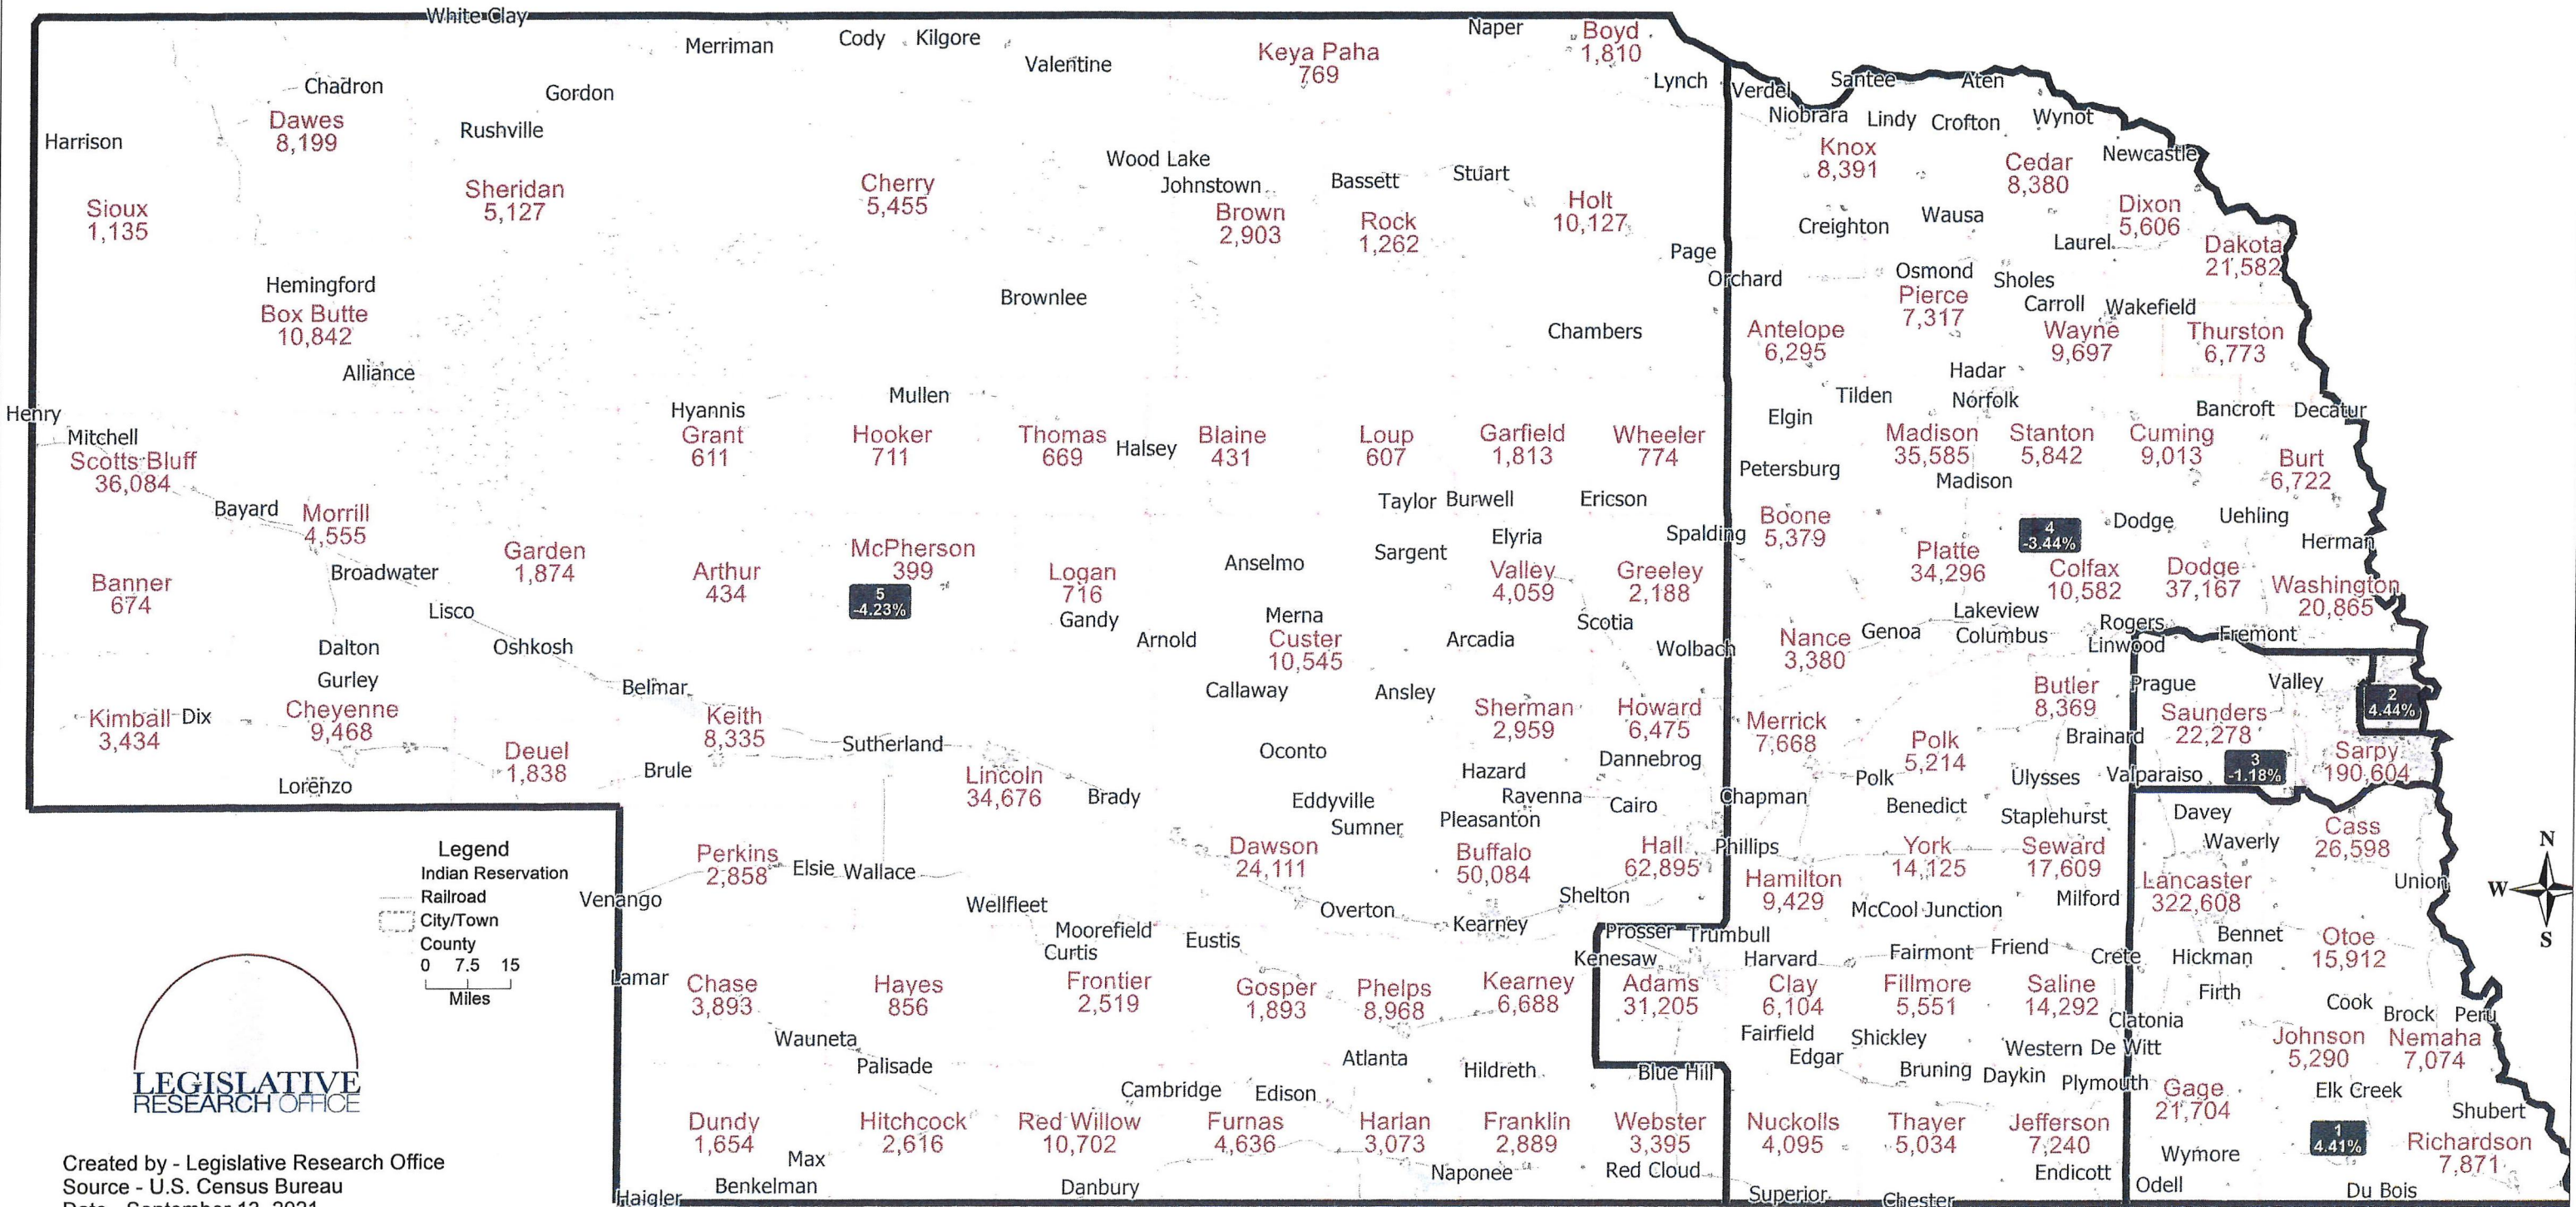 White Clay
Merriman
Cody
Kilgore
Valentine
Keya Paha
769
Naper
Boyd
1,810
Lynch
Verdel
Santee
Aten
Niobrara
Lindy
Crofton
Wynot
Newcastle
Chadron
Gordon
Dawes
8,199
Rushville
Harrison
Sheridan
5,127
Sioux
1,135
Cherry
5,455
Wood Lake
Johnstown
Brown
2,903
Bassett
Rock
1,262
Stuart
Holt
10,127
Page
Orchard
Knox
8,391
Cedar
8,380
Dixon
5,606
Creighton
Wausa
Laurel
Dakota
21,582
Osmond
Sholes
Pierce
7,317
Carroll
Wakefield
Antelope
6,295
Wayne
9,697
Thurston
6,773
Hemingford
Box Butte
10,842
Alliance
Brownlee
Chambers
Hadar
Tilden
Norfolk
Elgin
Bancroft
Decatur
Henry
Mitchell
Scotts Bluff
36,084
Hyannis
Grant
611
Mullen
Hooker
711
Thomas
669
Halsey
Blaine
431
Loup
607
Garfield
1,813
Wheeler
774
Petersburg
Madison
35,585
Stanton
5,842
Cuming
9,013
Burt
6,722
Madison
Bayard
Morrill
4,555
Taylor
Burwell
Ericson
Spalding
Boone
5,379
4
-3.44%
Dodge
Uehling
Herman
Broadwater
Garden
1,874
Arthur
434
McPherson
399
5
-4.23%
Logan
716
Gandy
Anselmo
Sargent
Elyria
Valley
4,059
Greeley
2,188
Platte
34,296
Colfax
10,582
Dodge
37,167
Washington
20,865
Banner
674
Lisco
Merna
Custer
10,545
Arnold
Arcadia
Scotia
Wolbach
Nance
3,380
Genoa
Lakeview
Columbus
Rogers
Linwood
Fremont
Dalton
Oshkosh
Gurley
Belmar
Callaway
Ansley
Butler
8,369
Prague
Valley
2
4.44%
Kimball
3,434
Dix
Cheyenne
9,468
Keith
8,335
Sutherland
Sherman
2,959
Howard
6,475
Merrick
7,668
Polk
5,214
Brainard
Saunders
22,278
Deuel
1,838
Brule
Oconto
Hazard
Dannebrog
Polk
Ulysses
Valparaiso
3
-1.18%
Sarpy
190,604
Lorenzo
Lincoln
34,676
Brady
Eddyville
Sumner
Ravenna
Pleasanton
Cairo
Chapman
Benedict
Staplehurst
Davey
Waverly
Cass
26,598
Legend
Indian Reservation
Railroad
City/Town
County
0 7.5 15
Miles
Perkins
2,858
Elsie
Wallace
Venango
Wellfleet
Dawson
24,111
Buffalo
50,084
Hall
62,895
Phillips
York
14,125
Seward
17,609
Hamilton
9,429
Lancaster
322,608
Union
Milford
McCool Junction
Shelton
Overton
Kearney
Moorefield
Curtis
Eustis
Prosser
Trumbull
Kenesaw
Harvard
Fairmont
Friend
Crete
Bennet
Hickman
Otoe
15,912
Lamar
Chase
3,893
Hayes
856
Frontier
2,519
Gosper
1,893
Phelps
8,968
Kearney
6,688
Adams
31,205
Clay
6,104
Fillmore
5,551
Saline
14,292
Firth
Cook
Brock
Peru
Clatonia
Wauneta
Palisade
Fairfield
Edgar
Shickley
Western
De Witt
Johnson
5,290
Nemaha
7,074
Atlanta
Hildreth
Blue Hill
Bruning
Daykin
Plymouth
Gage
21,704
Elk Creek
Shubert
Cambridge
Edison
Dundy
1,654
Hitchcock
2,616
Red Willow
10,702
Furnas
4,636
Harlan
3,073
Franklin
2,889
Webster
3,395
Nuckolls
4,095
Thayer
5,034
Jefferson
7,240
1
4.41%
Richardson
7,871
Max
Benkelman
Haigler
Danbury
Naponee
Red Cloud
Superior
Chester
Endicott
Wymore
Odell
Du Bois
N
W
S
LEGISLATIVE
RESEARCH OFFICE
Created by - Legislative Research Office
Source - U.S. Census Bureau
Date - September 13, 2021